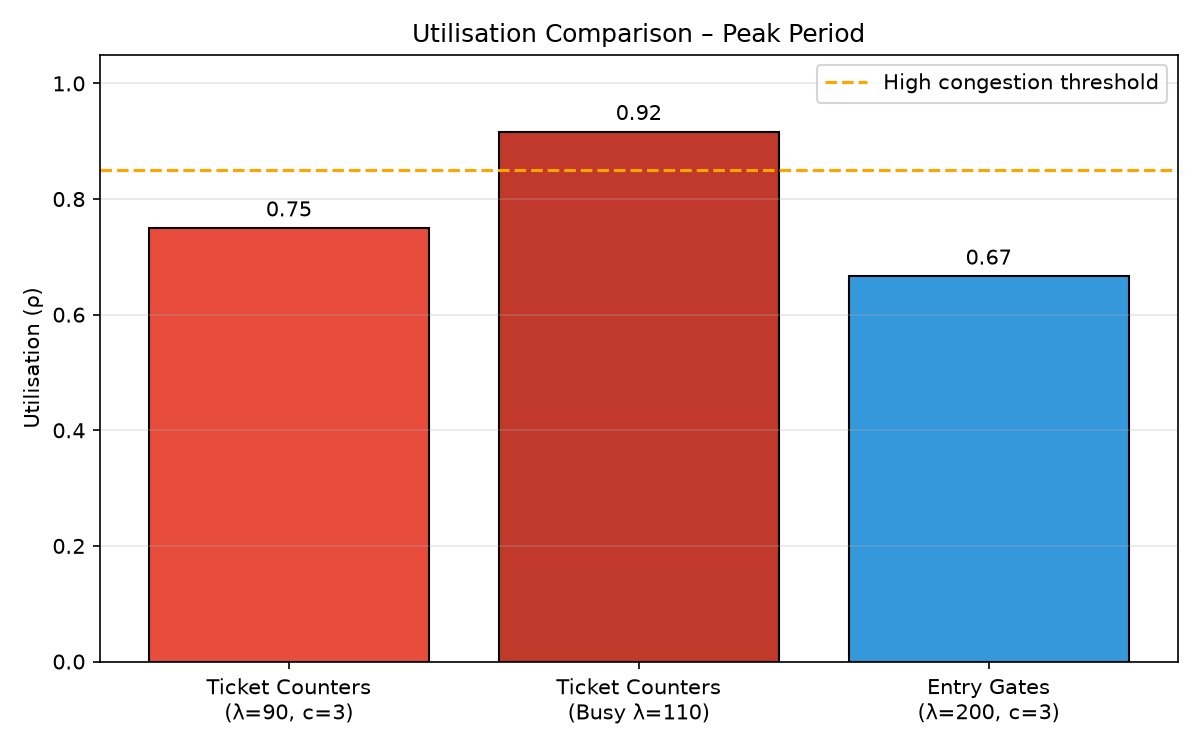 Utilisation Comparison – Peak Period
High congestion threshold
Utilisation (ρ)
1.0
0.8
0.6
0.4
0.2
0.0
0.75
0.92
0.67
Ticket Counters
(λ=90, c=3)
Ticket Counters
(Busy λ=110)
Entry Gates
(λ=200, c=3)